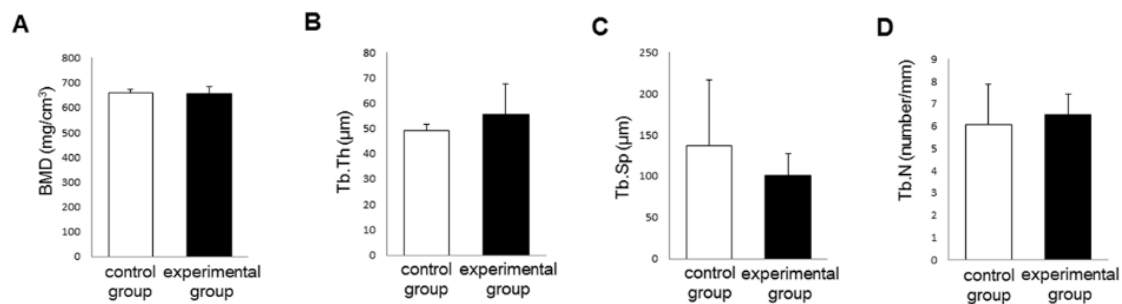 A
BMD (mg/cm³)
800
700
600
500
400
300
200
100
0
control group
experimental group
B
Tb.Th (µm)
80
70
60
50
40
30
20
10
0
control group
experimental group
C
Tb.Sp (µm)
250
200
150
100
50
0
control group
experimental group
D
Tb.N (number/mm)
9
8
7
6
5
4
3
2
1
0
control group
experimental group